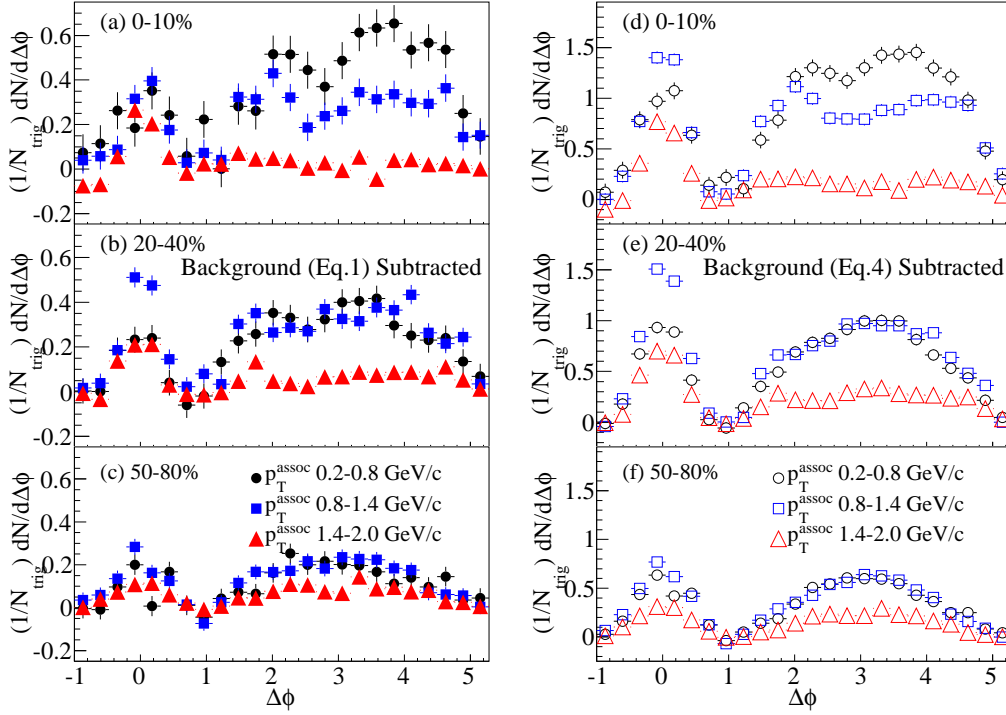 (a) 0-10%
(1/N_trig) dN/dΔϕ
0.6
0.4
0.2
0
-0.2
(b) 20-40%
Background (Eq.1) Subtracted
(1/N_trig) dN/dΔϕ
0.6
0.4
0.2
0
-0.2
(c) 50-80%
p_T^assoc 0.2-0.8 GeV/c
p_T^assoc 0.8-1.4 GeV/c
p_T^assoc 1.4-2.0 GeV/c
(1/N_trig) dN/dΔϕ
0.6
0.4
0.2
0
-0.2
-1 0 1 2 3 4 5
Δϕ
(d) 0-10%
(1/N_trig) dN/dΔϕ
1.5
1
0.5
0
(e) 20-40%
Background (Eq.4) Subtracted
(1/N_trig) dN/dΔϕ
1.5
1
0.5
0
(f) 50-80%
p_T^assoc 0.2-0.8 GeV/c
p_T^assoc 0.8-1.4 GeV/c
p_T^assoc 1.4-2.0 GeV/c
(1/N_trig) dN/dΔϕ
1.5
1
0.5
0
-1 0 1 2 3 4 5
Δϕ